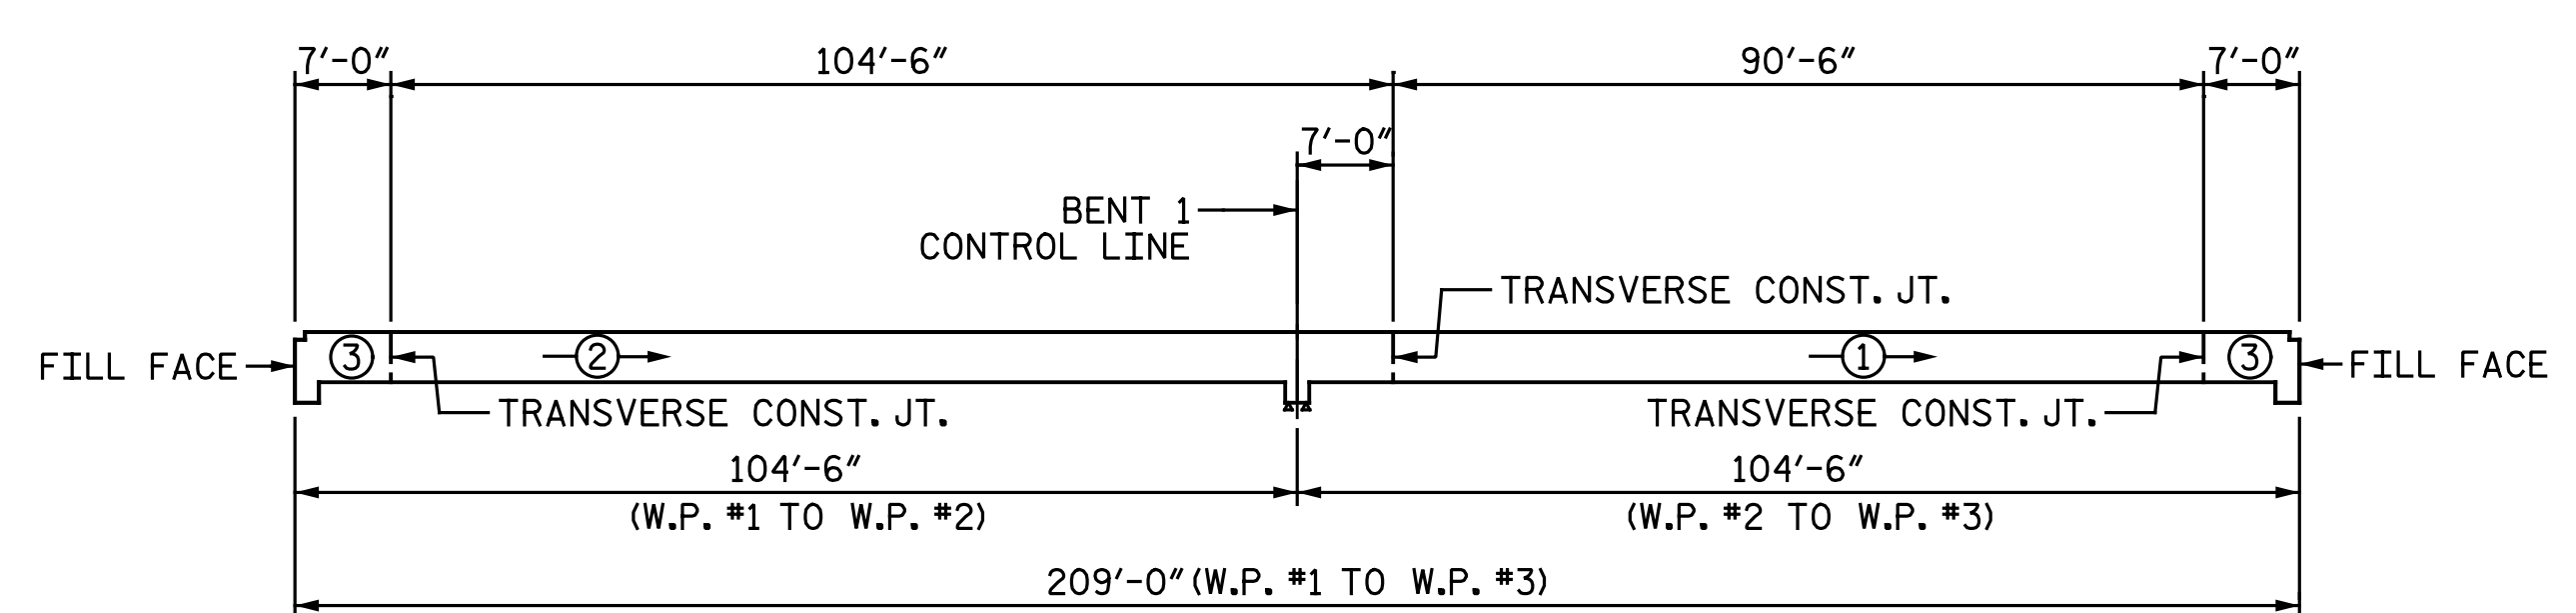 7'-0" 104'-6" 90'-6" 7'-0"
7'-0"
BENT 1
CONTROL LINE
TRANSVERSE CONST. JT.
FILL FACE 3 2 1 3 FILL FACE
TRANSVERSE CONST. JT. TRANSVERSE CONST. JT.
104'-6" 104'-6"
(W.P. #1 TO W.P. #2) (W.P. #2 TO W.P. #3)
209'-0" (W.P. #1 TO W.P. #3)